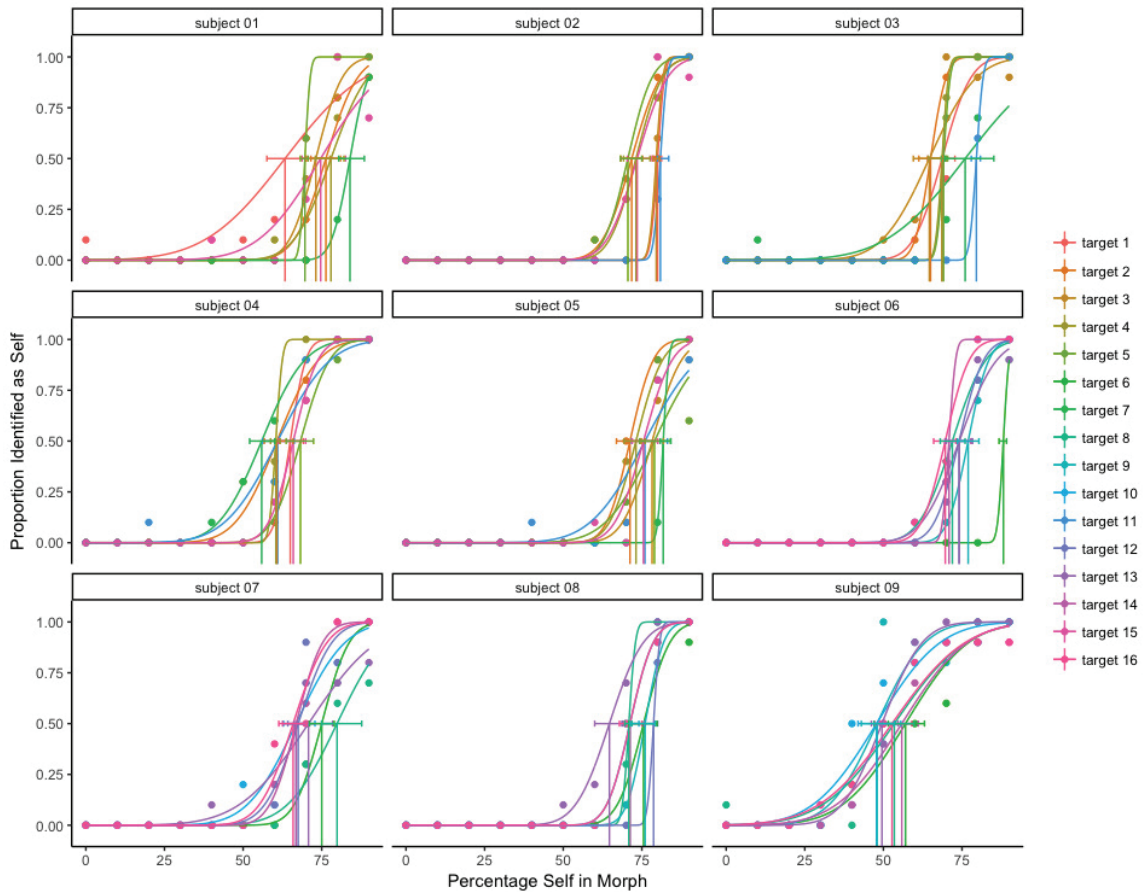 subject 01
subject 02
subject 03
1.00
0.75
0.50
0.25
0.00
subject 04
subject 05
subject 06
1.00
0.75
0.50
0.25
0.00
subject 07
subject 08
subject 09
1.00
0.75
0.50
0.25
0.00
0 25 50 75
0 25 50 75
0 25 50 75
Percentage Self in Morph
Proportion Identified as Self
target 1
target 2
target 3
target 4
target 5
target 6
target 7
target 8
target 9
target 10
target 11
target 12
target 13
target 14
target 15
target 16